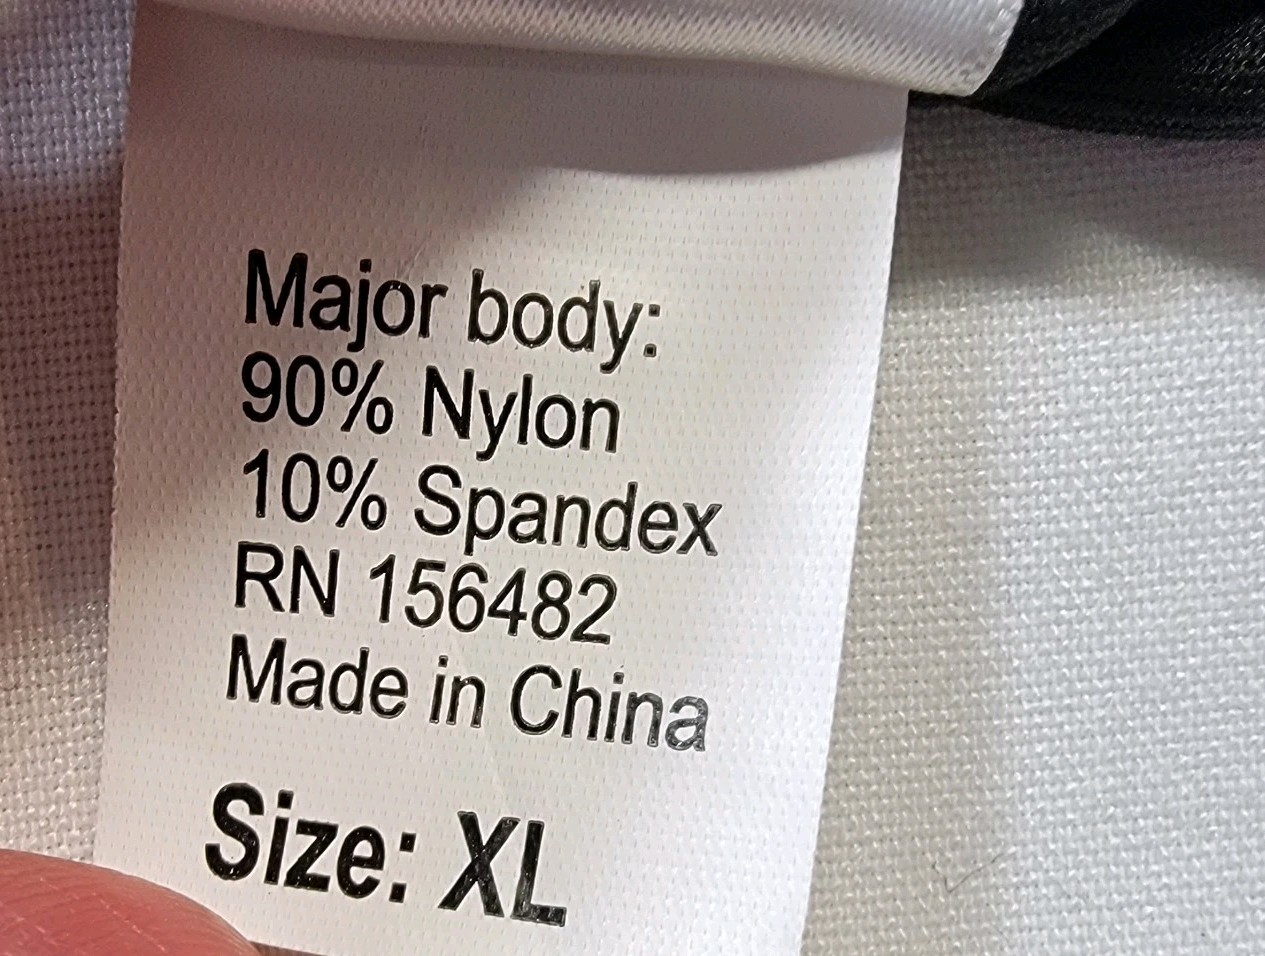 Major body:
90% Nylon
10% Spandex
RN 156482
Made in China
Size: XL